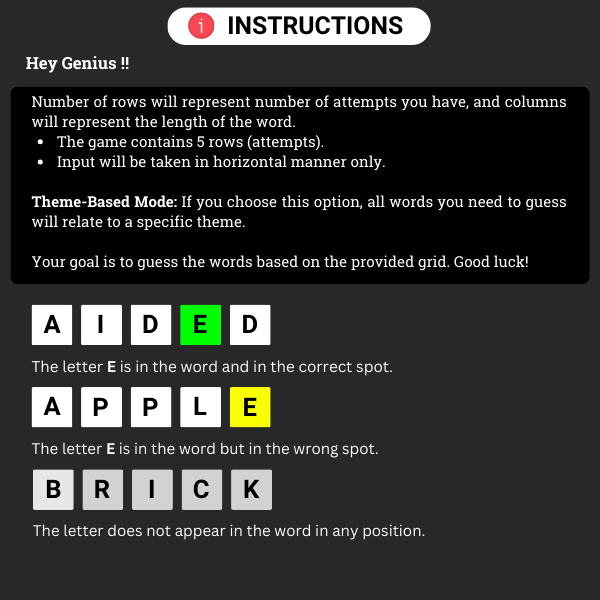 i INSTRUCTIONS
Hey Genius !!
Number of rows will represent number of attempts you have, and columns
will represent the length of the word.
• The game contains 5 rows (attempts).
• Input will be taken in horizontal manner only.
Theme-Based Mode: If you choose this option, all words you need to guess
will relate to a specific theme.
Your goal is to guess the words based on the provided grid. Good luck!
A I D E D
The letter E is in the word and in the correct spot.
A P P L E
The letter E is in the word but in the wrong spot.
B R I C K
The letter does not appear in the word in any position.